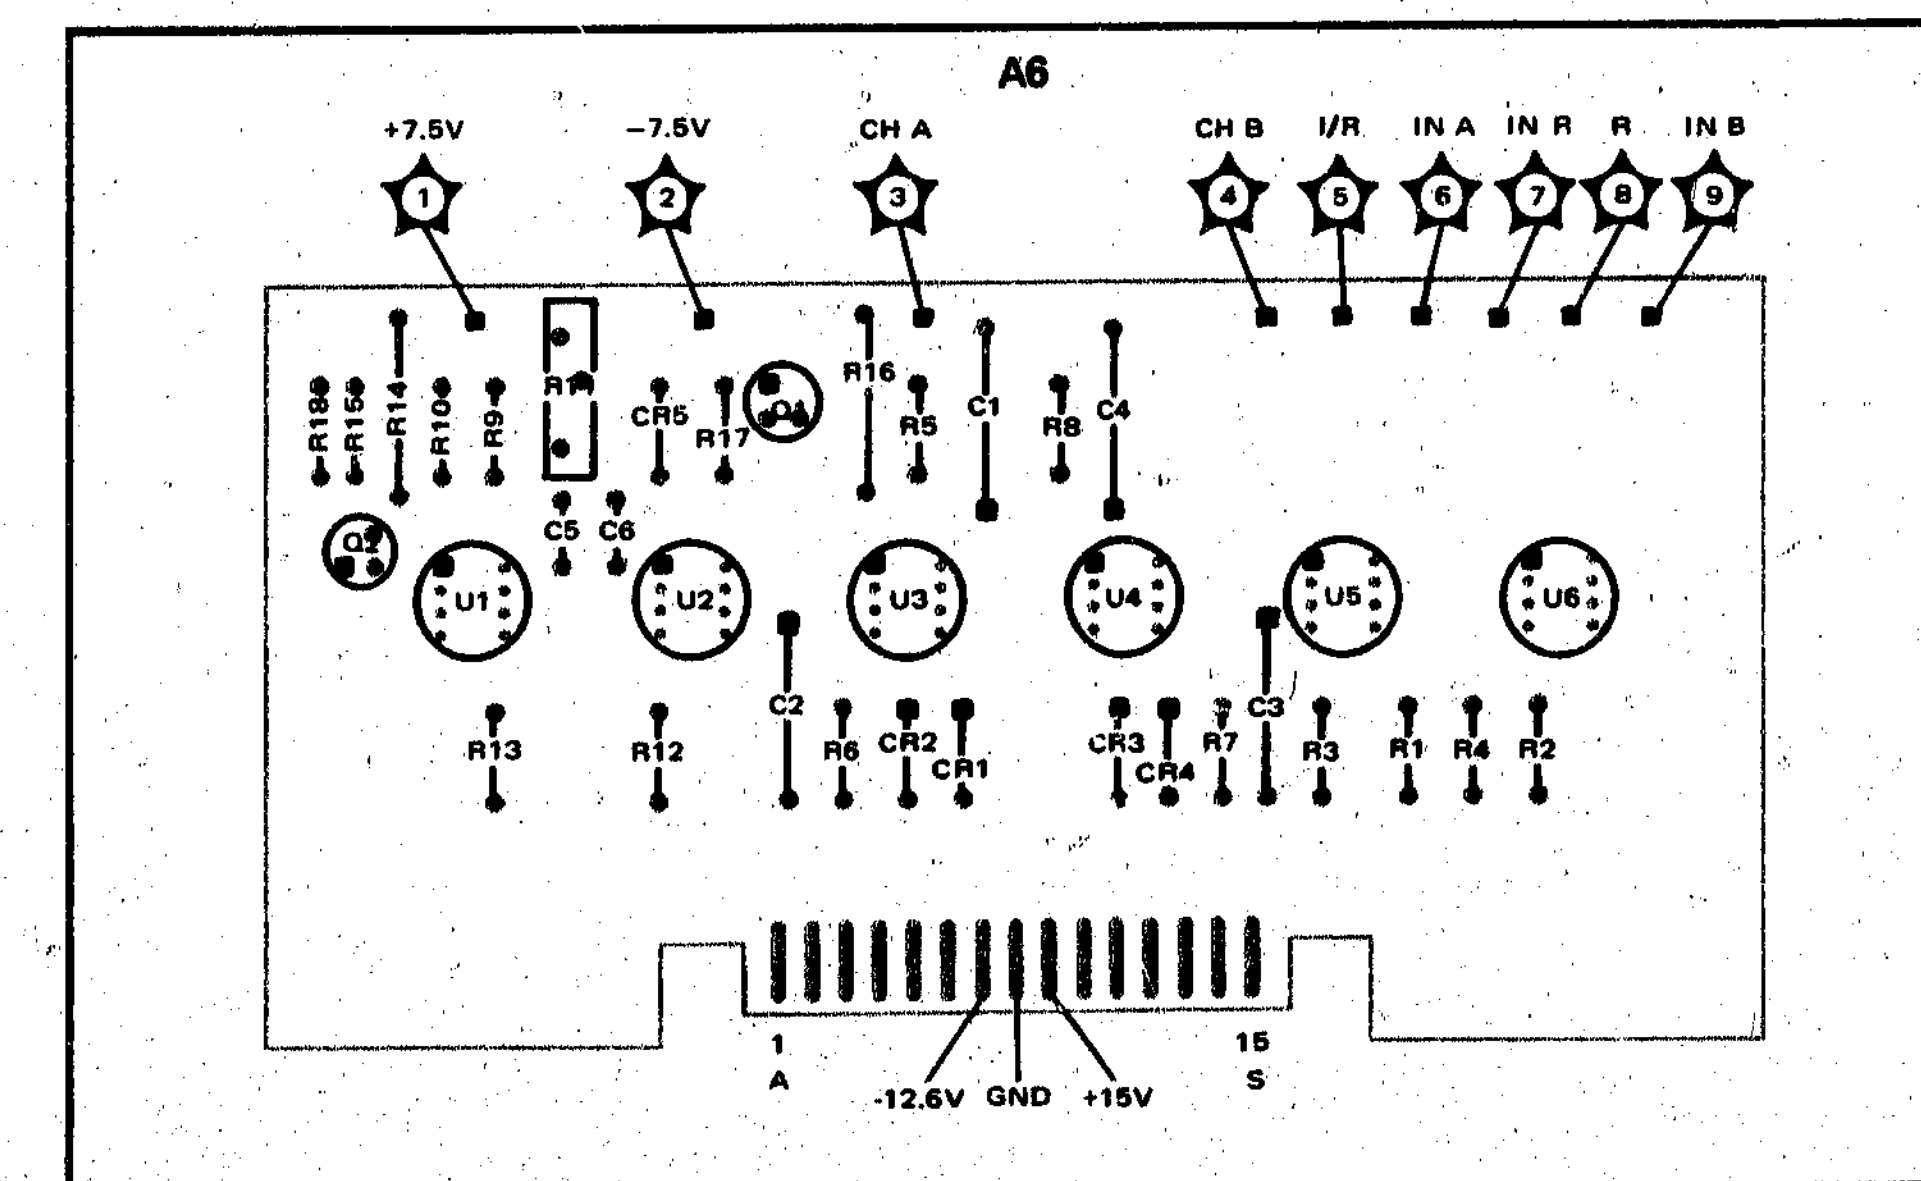 A6
+7.5V −7.5V CH A CH B I/R IN A IN R R IN B
1 2 3 4 5 6 7 8 9
R18 R15 R14 R10 R9 R11 CR5 R17 Q1 R16 R5 C1 R8 C4
C5 C6
Q2
U1 U2 U3 U4 U5 U6
C2 C3
R13 R12 R6 CR2 CR1 CR3 CR4 R7 R3 R1 R4 R2
1 15
A S
-12.6V GND +15V